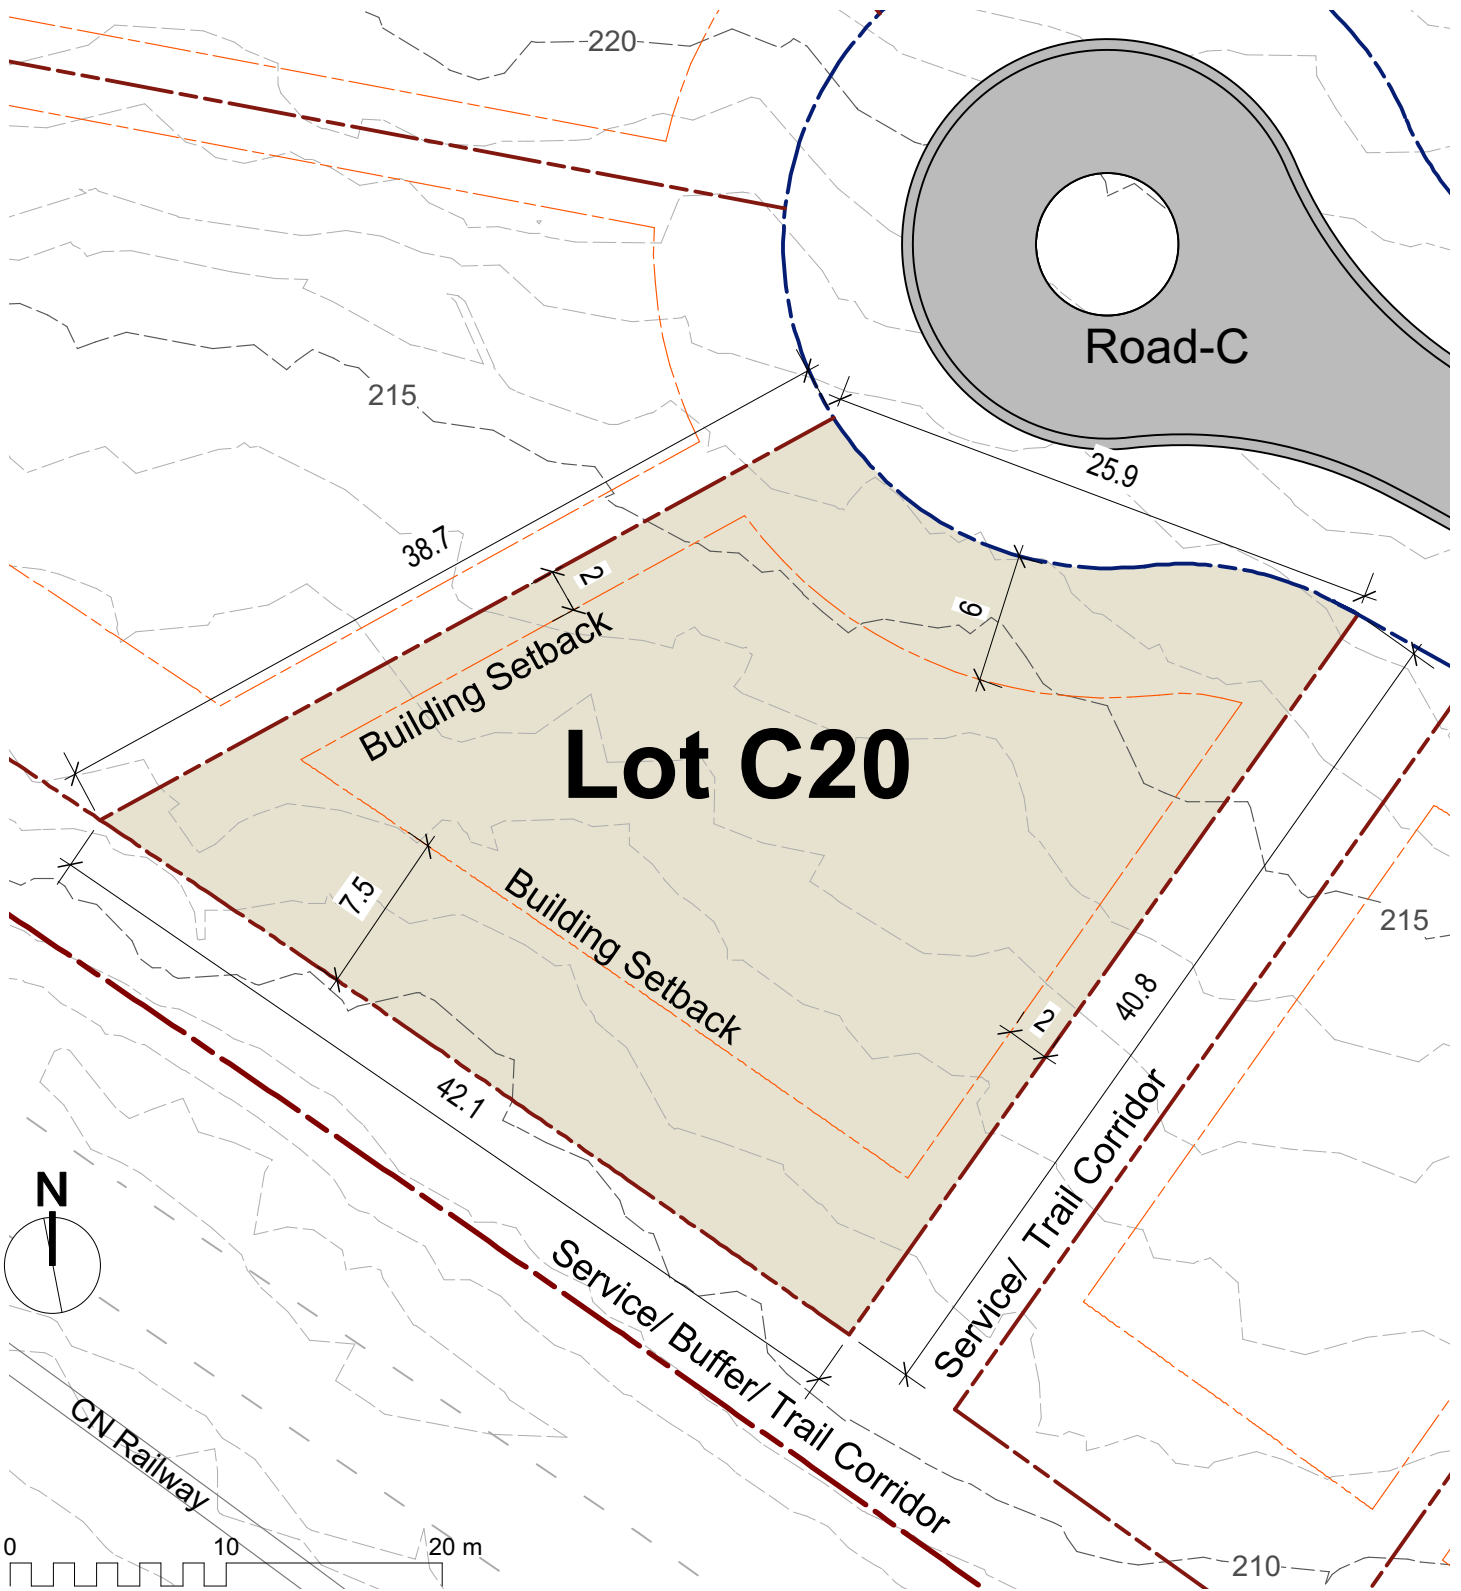 220
Road-C
215
25.9
38.7
2
6
Building Setback
Lot C20
7.5
Building Setback
215
40.8
2
42.1
Service/ Trail Corridor
N
Service/ Buffer/ Trail Corridor
CN Railway
0 10 20 m
210